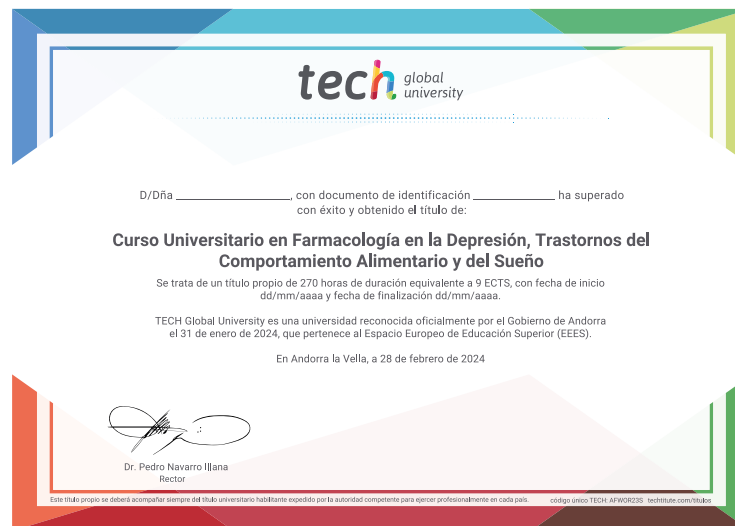 tech global
university
D/Dña ____________________, con documento de identificación ______________ ha superado
con éxito y obtenido el título de:
Curso Universitario en Farmacología en la Depresión, Trastornos del
Comportamiento Alimentario y del Sueño
Se trata de un título propio de 270 horas de duración equivalente a 9 ECTS, con fecha de inicio
dd/mm/aaaa y fecha de finalización dd/mm/aaaa.
TECH Global University es una universidad reconocida oficialmente por el Gobierno de Andorra
el 31 de enero de 2024, que pertenece al Espacio Europeo de Educación Superior (EEES).
En Andorra la Vella, a 28 de febrero de 2024
Dr. Pedro Navarro Illana
Rector
Este título propio se deberá acompañar siempre del título universitario habilitante expedido por la autoridad competente para ejercer profesionalmente en cada país. código único TECH: AFWOR23S techtitute.com/titulos